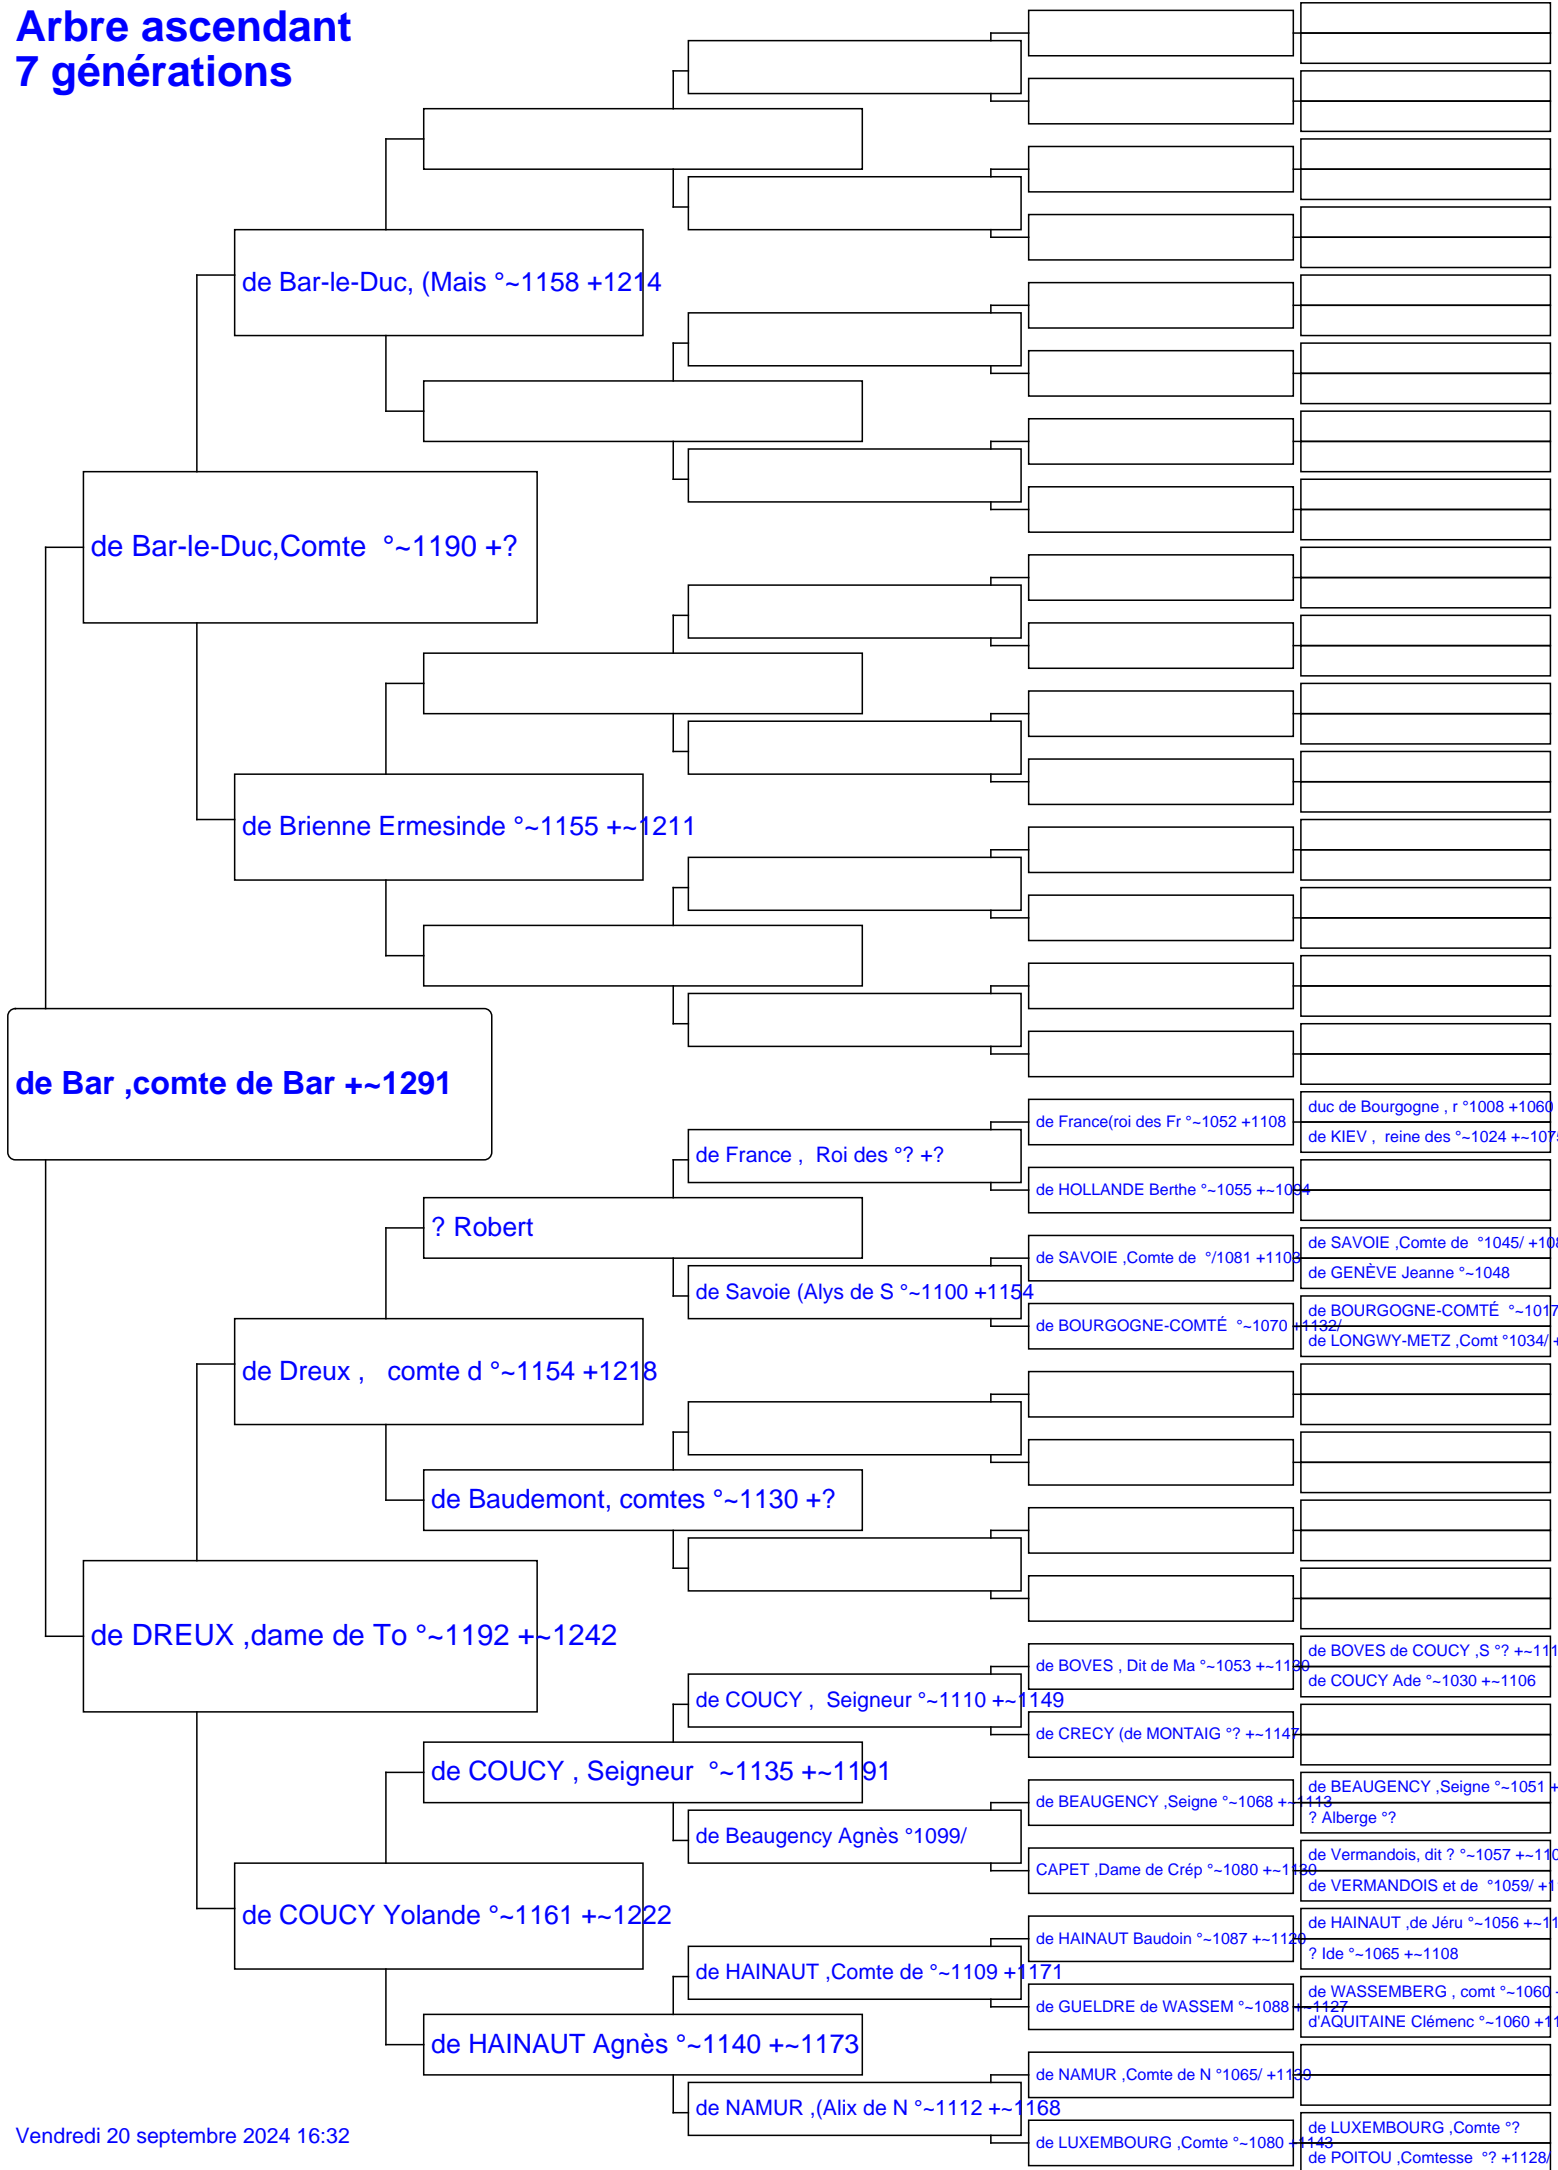 Arbre ascendant
7 générations
de Bar-le-Duc, (Mais °~1158 +1214
de Bar-le-Duc,Comte  °~1190 +?
de Brienne Ermesinde °~1155 +~1211
de Bar ,comte de Bar +~1291
duc de Bourgogne , r °1008 +1060
de France(roi des Fr °~1052 +1108
de KIEV ,  reine des °~1024 +~1075
de France ,  Roi des °? +?
de HOLLANDE Berthe °~1055 +~1094
? Robert
de SAVOIE ,Comte de  °1045/ +108
de SAVOIE ,Comte de  °/1081 +1103
de GENÈVE Jeanne °~1048
de Savoie (Alys de S °~1100 +1154
de BOURGOGNE-COMTÉ  °~1017
de BOURGOGNE-COMTÉ  °~1070 +1132/
de LONGWY-METZ ,Comt °1034/ +
de Dreux ,   comte d °~1154 +1218
de Baudemont, comtes °~1130 +?
de DREUX ,dame de To °~1192 +~1242
de BOVES de COUCY ,S °? +~111
de BOVES , Dit de Ma °~1053 +~1130
de COUCY Ade °~1030 +~1106
de COUCY ,  Seigneur °~1110 +~1149
de CRECY (de MONTAIG °? +~1147
de COUCY , Seigneur  °~1135 +~1191
de BEAUGENCY ,Seigne °~1051 +
de BEAUGENCY ,Seigne °~1068 +~1113
? Alberge °?
de Beaugency Agnès °1099/
de Vermandois, dit ? °~1057 +~110
CAPET ,Dame de Crép °~1080 +~1130
de VERMANDOIS et de  °1059/ +1
de COUCY Yolande °~1161 +~1222
de HAINAUT ,de Jéru °~1056 +~11
de HAINAUT Baudoin °~1087 +~1120
? Ide °~1065 +~1108
de HAINAUT ,Comte de °~1109 +1171
de WASSEMBERG , comt °~1060 +
de GUELDRE de WASSEM °~1088 +~1127
d'AQUITAINE Clémenc °~1060 +11
de HAINAUT Agnès °~1140 +~1173
de NAMUR ,Comte de N °1065/ +1139
de NAMUR ,(Alix de N °~1112 +~1168
de LUXEMBOURG ,Comte °?
de LUXEMBOURG ,Comte °~1080 +1143
de POITOU ,Comtesse  °? +1128/
Vendredi 20 septembre 2024 16:32